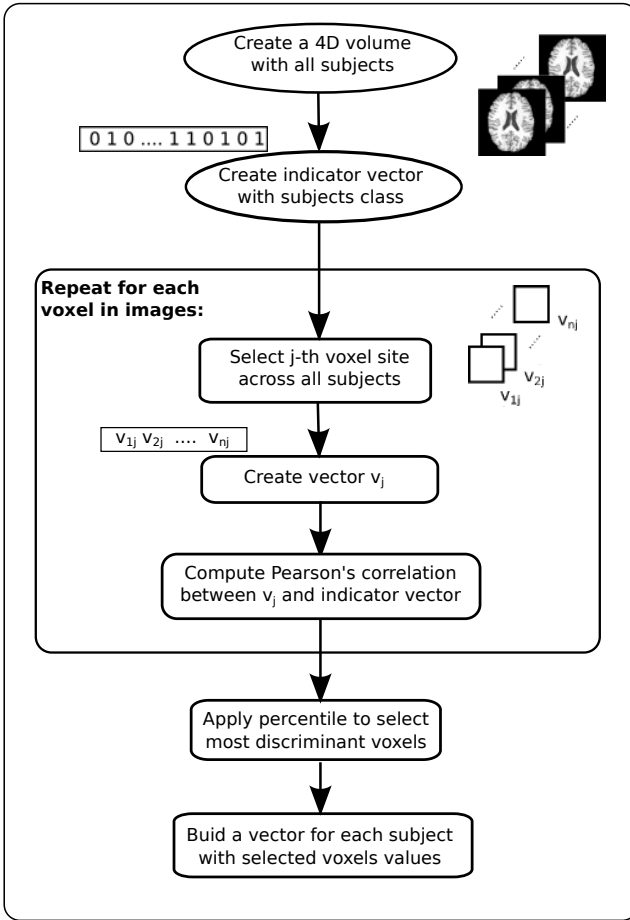 Create a 4D volume
with all subjects
0 1 0 .... 1 1 0 1 0 1
Create indicator vector
with subjects class
Repeat for each
voxel in images:
v_nj
v_2j
v_1j
Select j-th voxel site
across all subjects
v_1j v_2j .... v_nj
Create vector v_j
Compute Pearson's correlation
between v_j and indicator vector
Apply percentile to select
most discriminant voxels
Buid a vector for each subject
with selected voxels values